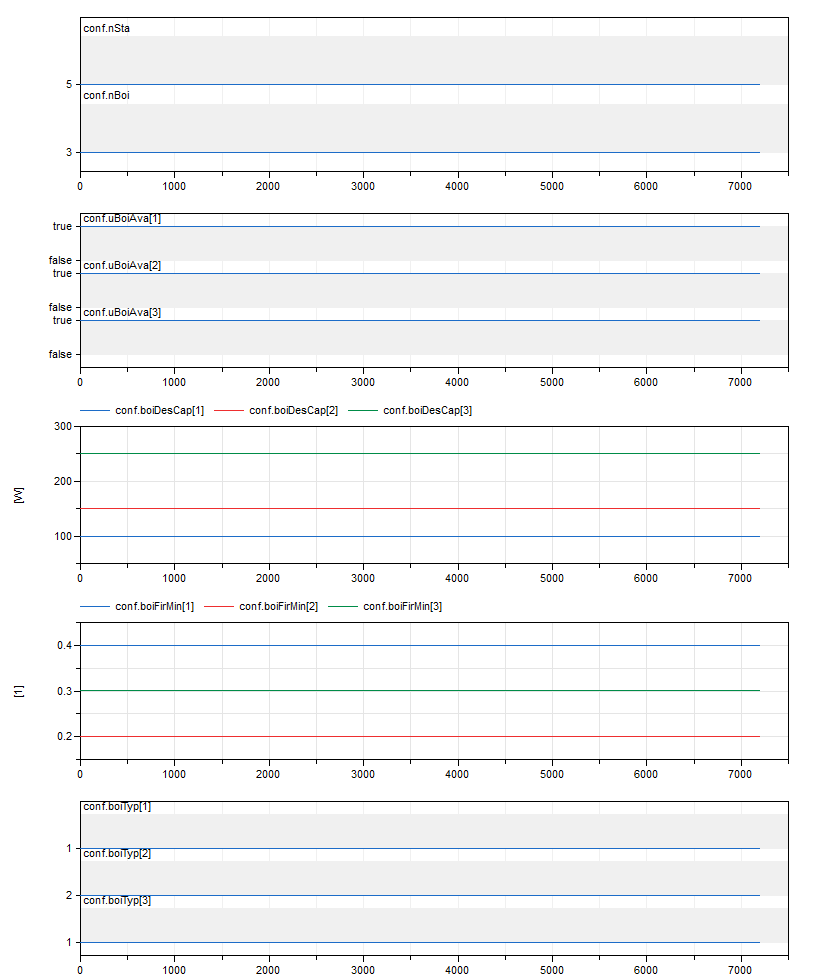 conf.nSta
5
conf.nBoi
3
0 1000 2000 3000 4000 5000 6000 7000
conf.uBoiAva[1]
true
false
conf.uBoiAva[2]
true
false
conf.uBoiAva[3]
true
false
0 1000 2000 3000 4000 5000 6000 7000
conf.boiDesCap[1] conf.boiDesCap[2] conf.boiDesCap[3]
300
200
[W]
100
0 1000 2000 3000 4000 5000 6000 7000
conf.boiFirMin[1] conf.boiFirMin[2] conf.boiFirMin[3]
0.4
0.3
[1]
0.2
0 1000 2000 3000 4000 5000 6000 7000
conf.boiTyp[1]
1
conf.boiTyp[2]
2
conf.boiTyp[3]
1
0 1000 2000 3000 4000 5000 6000 7000